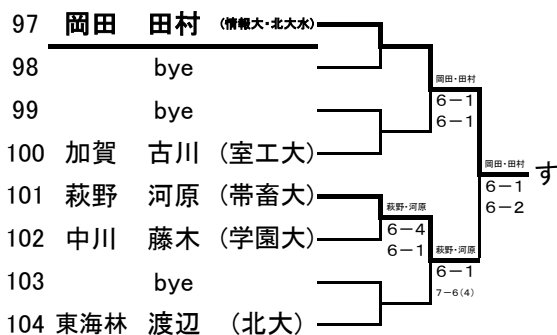 97 岡田 田村 (情報大・北大水)
98 bye
99 bye
100 加賀 古川 (室工大)
101 萩野 河原 (帯畜大)
102 中川 藤木 (学園大)
103 bye
104 東海林 渡辺 (北大)
岡田・田村
6-1
6-1
萩野・河原
6-4
6-1
萩野・河原
6-1
7-6(4)
岡田・田村
6-1
6-2
す